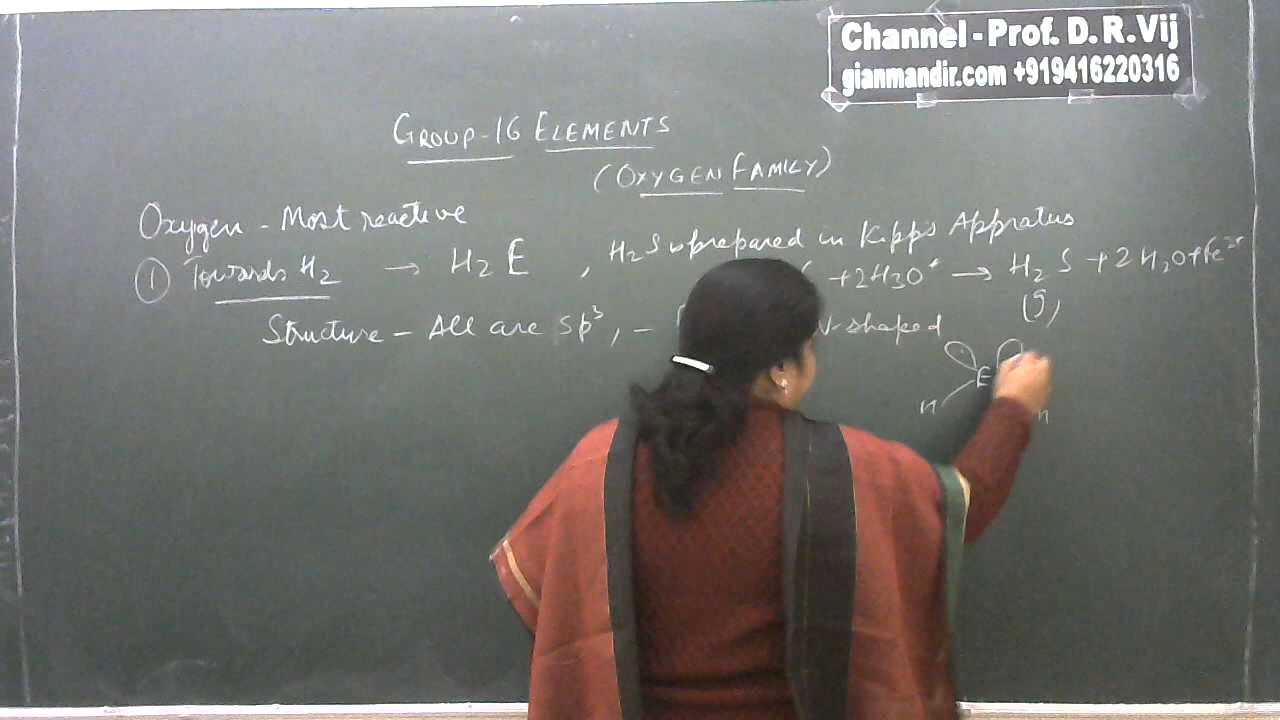 Channel - Prof. D. R. Vij
gianmandir.com +919416220316
GROUP-16 ELEMENTS
(OXYGEN FAMILY)
Oxygen - Most reactive
① Towards H2 → H2E , H2S is prepared in Kipp's Appratus
+2H3O+ → H2S + 2H2O + Fe2+
(g)
Structure - All are sp3, - V-shaped
E
H H